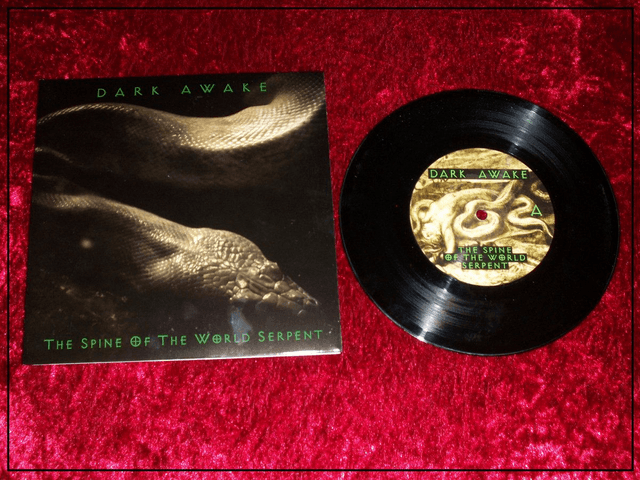 DARK AWAKE
THE SPINE OF THE WORLD SERPENT
DARK AWAKE
A
THE SPINE
OF THE WORLD
SERPENT